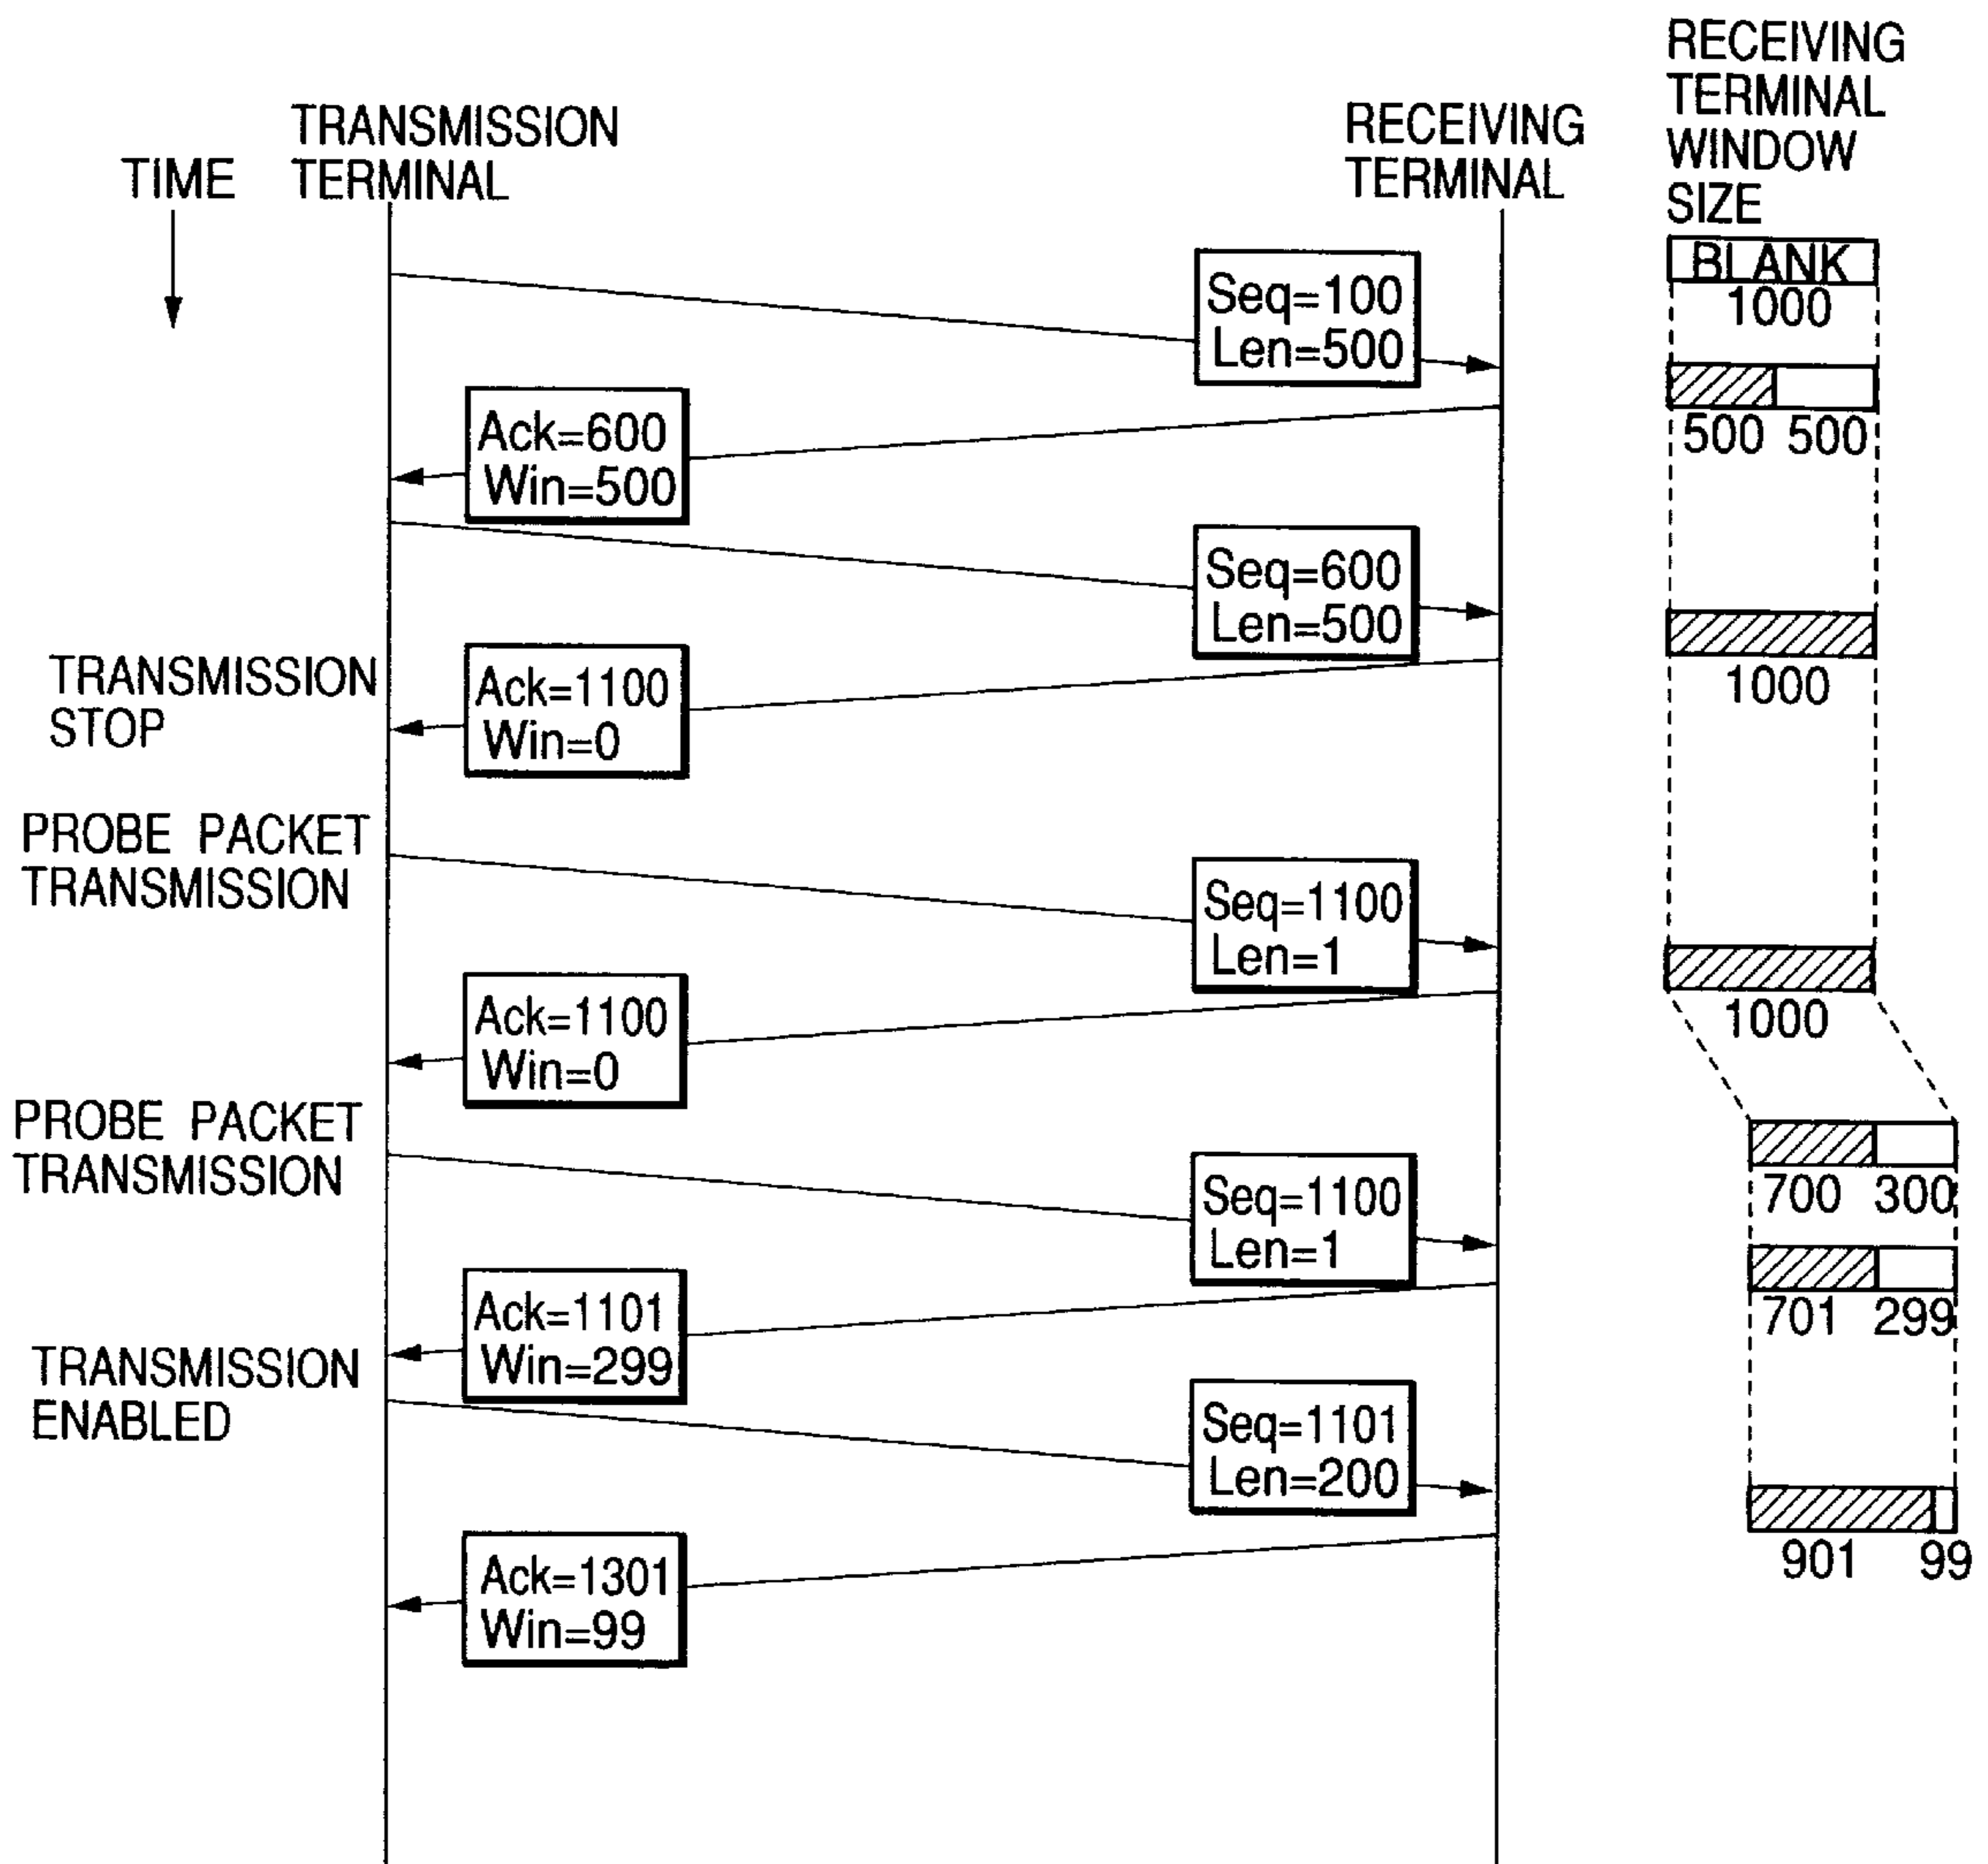 RECEIVING
TERMINAL
WINDOW
SIZE
TRANSMISSION
TERMINAL
RECEIVING
TERMINAL
TIME
BLANK
1000
Seq=100
Len=500
500 500
Ack=600
Win=500
Seq=600
Len=500
1000
TRANSMISSION
STOP
Ack=1100
Win=0
PROBE PACKET
TRANSMISSION
Seq=1100
Len=1
1000
Ack=1100
Win=0
PROBE PACKET
TRANSMISSION
700 300
Seq=1100
Len=1
701 299
Ack=1101
Win=299
TRANSMISSION
ENABLED
Seq=1101
Len=200
901 99
Ack=1301
Win=99